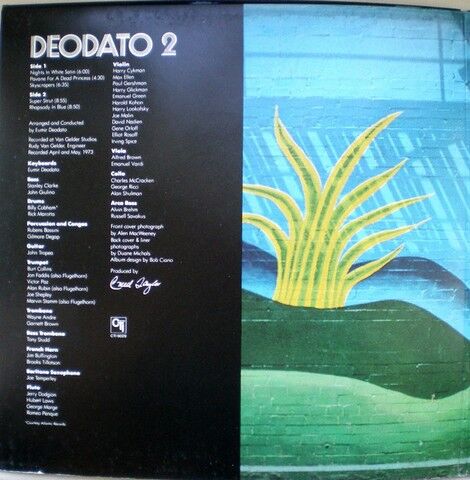 DEODATO 2
Side 1
Nights In White Satin (6:00)
Pavane For A Dead Princess (4:30)
Skyscrapers (6:35)
Side 2
Super Strut (8:55)
Rhapsody In Blue (8:50)
Arranged and Conducted
by Eumir Deodato
Recorded at Van Gelder Studios
Rudy Van Gelder, Engineer
Recorded April and May, 1973
Keyboards
Eumir Deodato
Bass
Stanley Clarke
John Giulino
Drums
Billy Cobham*
Rick Marotta
Percussion and Congas
Rubens Bassini
Gilmore Degap
Guitar
John Tropea
Trumpet
Burt Collins
Jon Faddis (also Flugelhorn)
Victor Paz
Alan Rubin (also Flugelhorn)
Joe Shepley
Marvin Stamm (also Flugelhorn)
Trombone
Wayne Andre
Garnett Brown
Bass Trombone
Tony Studd
French Horn
Jim Buffington
Brooks Tillotson
Baritone Saxophone
Joe Temperley
Flute
Jerry Dodgion
Hubert Laws
George Marge
Romeo Penque
*Courtesy Atlantic Records
Violin
Harry Cykman
Max Ellen
Paul Gershman
Harry Glickman
Emanuel Green
Harold Kohon
Harry Lookofsky
Joe Malin
David Nadien
Gene Orloff
Elliot Rosoff
Irving Spice
Viola
Alfred Brown
Emanuel Vardi
Cello
Charles McCracken
George Ricci
Alan Shulman
Arco Bass
Alvin Brehm
Russell Savakus
Front cover photograph
by Alen MacWeeney
Back cover & liner
photographs
by Duane Michals
Album design by Bob Ciano
Produced by
Creed Taylor
CTI
CTI 6029